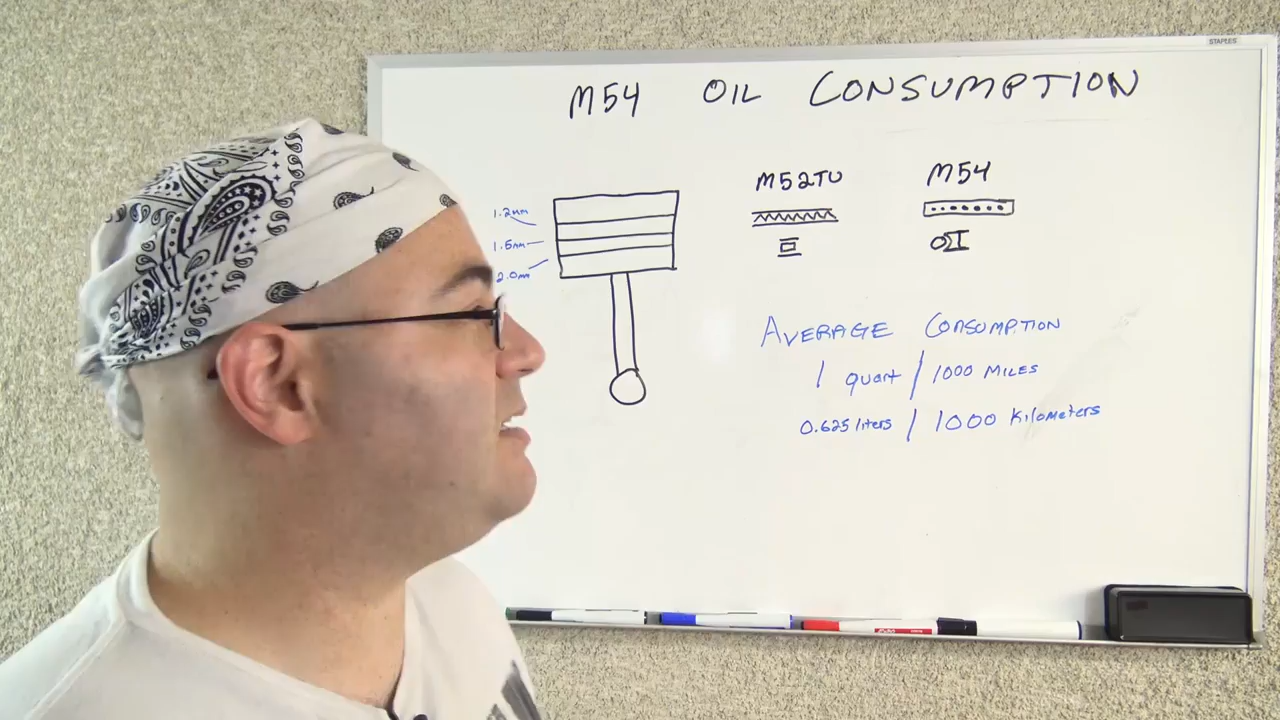 STAPLES
M54 OIL CONSUMPTION
M52TU M54
1.2mm
1.5mm
2.0mm
AVERAGE CONSUMPTION
1 quart / 1000 MILES
0.625 liters / 1000 Kilometers